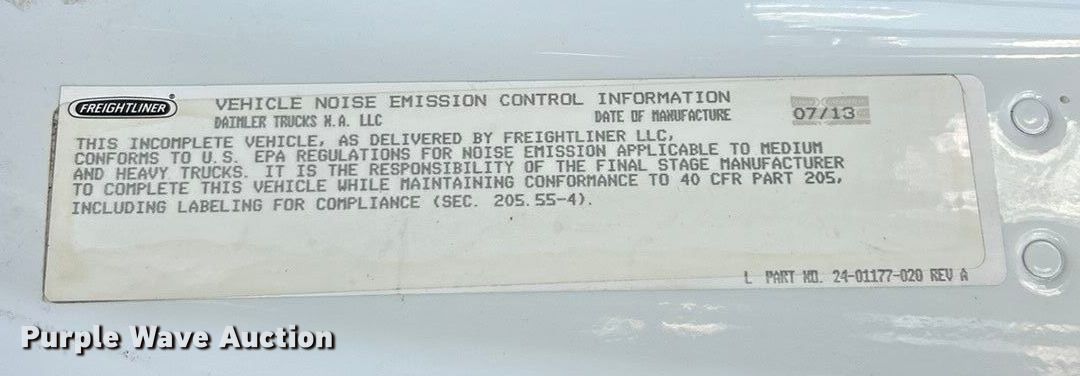 FREIGHTLINER ®
VEHICLE NOISE EMISSION CONTROL INFORMATION
DAIMLER TRUCKS N.A. LLC DATE OF MANUFACTURE 07/13
THIS INCOMPLETE VEHICLE, AS DELIVERED BY FREIGHTLINER LLC,
CONFORMS TO U.S. EPA REGULATIONS FOR NOISE EMISSION APPLICABLE TO MEDIUM
AND HEAVY TRUCKS. IT IS THE RESPONSIBILITY OF THE FINAL STAGE MANUFACTURER
TO COMPLETE THIS VEHICLE WHILE MAINTAINING CONFORMANCE TO 40 CFR PART 205,
INCLUDING LABELING FOR COMPLIANCE (SEC. 205.55-4).
L PART NO. 24-01177-020 REV A
Purple Wave Auction